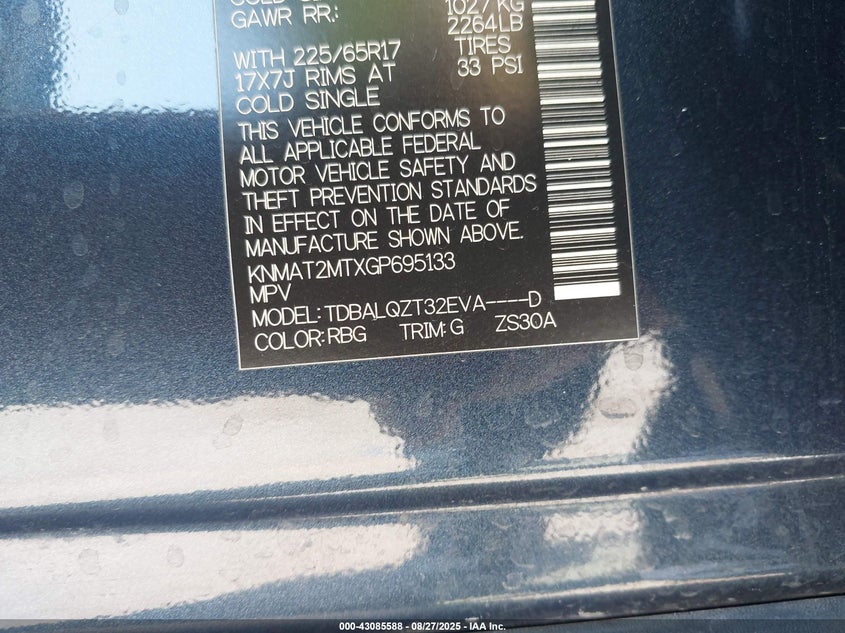 GAWR RR.:
1027KG
2264LB
WITH 225/65R17
TIRES
17X7J RIMS AT
33 PSI
COLD SINGLE
THIS VEHICLE CONFORMS TO
ALL APPLICABLE FEDERAL
MOTOR VEHICLE SAFETY AND
THEFT PREVENTION STANDARDS
IN EFFECT ON THE DATE OF
MANUFACTURE SHOWN ABOVE.
KNMAT2MTXGP695133
MPV
MODEL:TDBALQZT32EVA----D
COLOR:RBG TRIM:G ZS30A
000-43085588 - 08/27/2025 - IAA Inc.